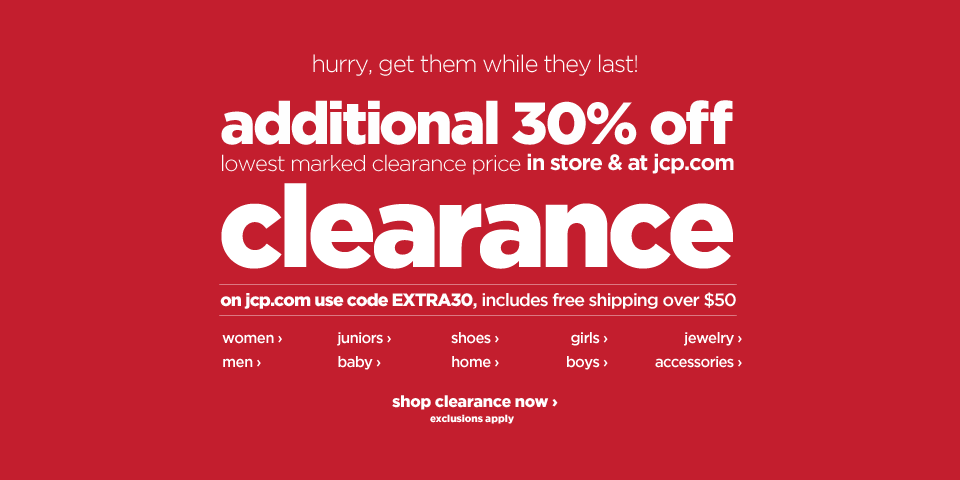 hurry, get them while they last!
additional 30% off
lowest marked clearance price in store & at jcp.com
clearance
on jcp.com use code EXTRA30, includes free shipping over $50
women › juniors › shoes › girls › jewelry ›
men › baby › home › boys › accessories ›
shop clearance now ›
exclusions apply